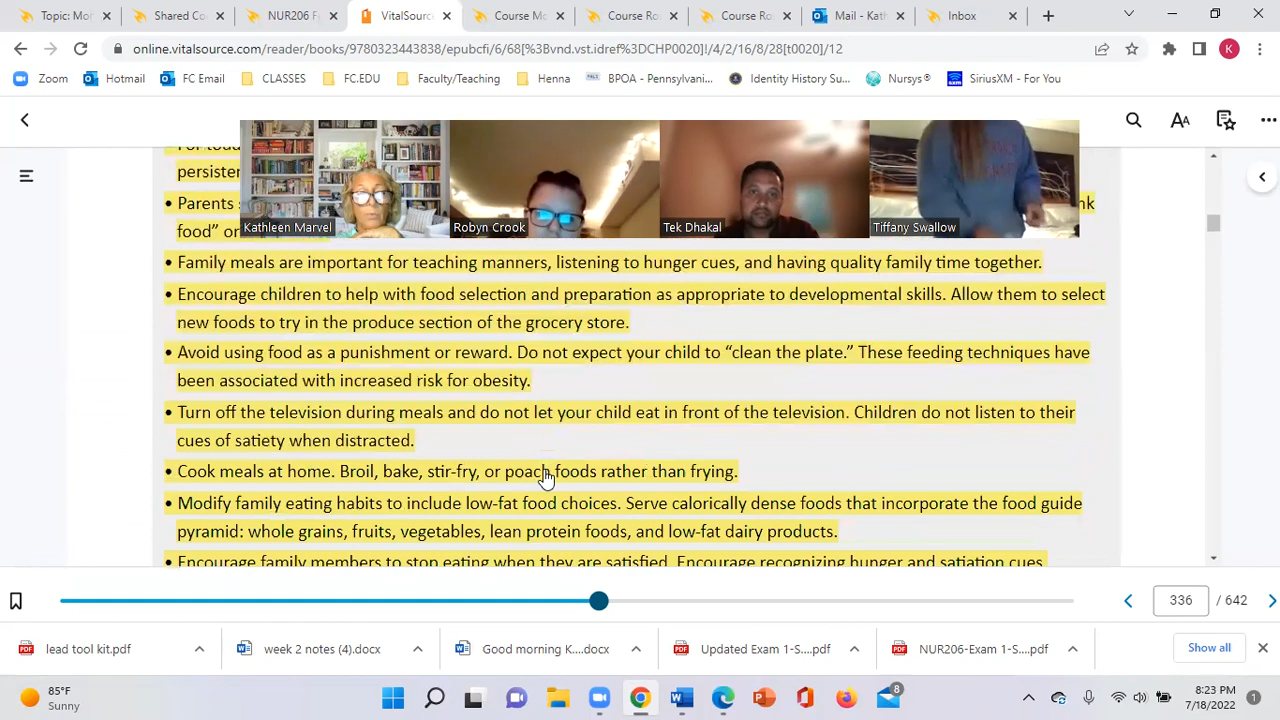 Topic: Mor
Shared Co
NUR206 F
VitalSource
Course Mo
Course Ro
Course Ro
Mail - Kath
Inbox
online.vitalsource.com/reader/books/9780323443838/epubcfi/6/68[%3Bvnd.vst.idref%3DCHP0020]!/4/2/16/8/28[t0020]/12
K
Zoom
Hotmail
FC Email
CLASSES
FC.EDU
Faculty/Teaching
Henna
BPOA - Pennsylvani...
Identity History Su...
Nursys®
SiriusXM - For You
persisten
• Parents
nk
food” or
Kathleen Marvel
Robyn Crook
Tek Dhakal
Tiffany Swallow
• Family meals are important for teaching manners, listening to hunger cues, and having quality family time together.
• Encourage children to help with food selection and preparation as appropriate to developmental skills. Allow them to select
new foods to try in the produce section of the grocery store.
• Avoid using food as a punishment or reward. Do not expect your child to “clean the plate.” These feeding techniques have
been associated with increased risk for obesity.
• Turn off the television during meals and do not let your child eat in front of the television. Children do not listen to their
cues of satiety when distracted.
• Cook meals at home. Broil, bake, stir-fry, or poach foods rather than frying.
• Modify family eating habits to include low-fat food choices. Serve calorically dense foods that incorporate the food guide
pyramid: whole grains, fruits, vegetables, lean protein foods, and low-fat dairy products.
• Encourage family members to stop eating when they are satisfied. Encourage recognizing hunger and satiation cues
336 / 642
lead tool kit.pdf
week 2 notes (4).docx
Good morning K....docx
Updated Exam 1-S....pdf
NUR206-Exam 1-S....pdf
Show all
85°F
Sunny
8
8:23 PM
7/18/2022
1